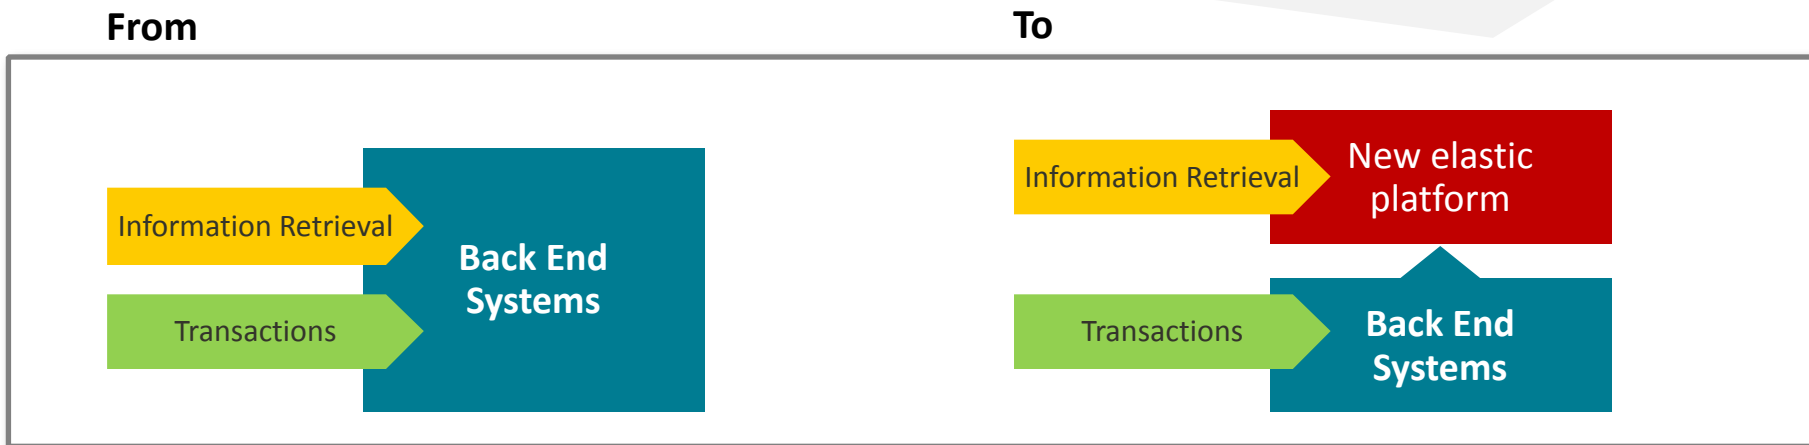 From
To
Information Retrieval
Back End
Systems
Transactions
Information Retrieval
New elastic
platform
Transactions
Back End
Systems